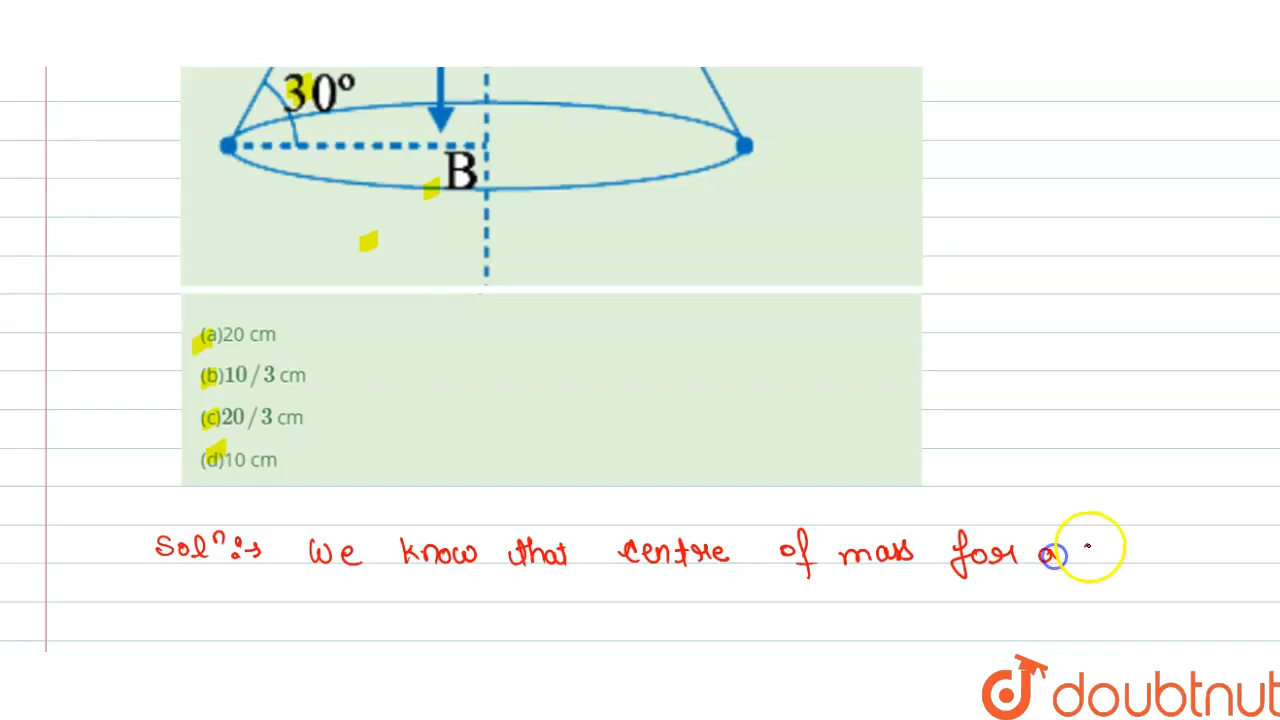 30°
B
(a)20 cm
(b)10/3 cm
(c)20/3 cm
(d)10 cm
Solⁿ:→ We know that centre of mass for a
doubtnut